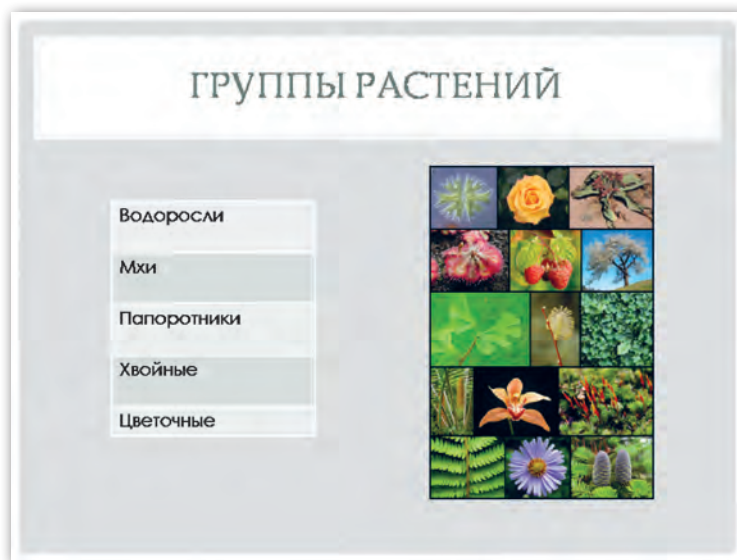 ГРУППЫ РАСТЕНИЙ
Водоросли
Мхи
Папоротники
Хвойные
Цветочные